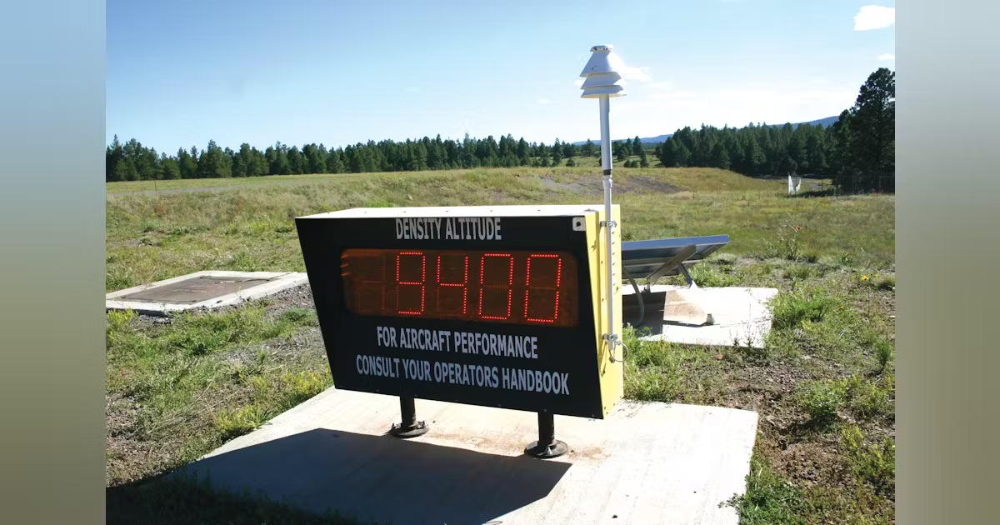 DENSITY ALTITUDE
9400
FOR AIRCRAFT PERFORMANCE
CONSULT YOUR OPERATORS HANDBOOK